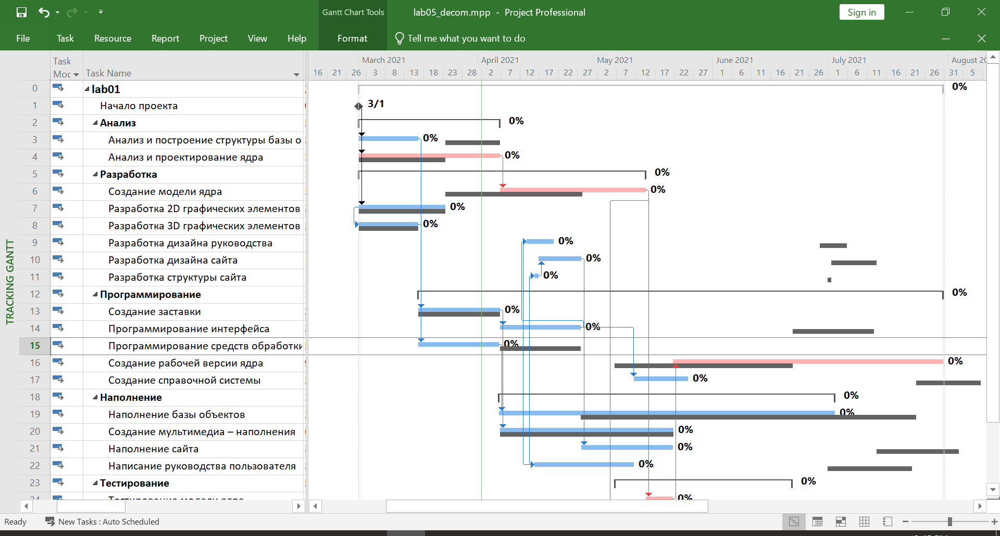 Gantt Chart Tools
lab05_decom.mpp - Project Professional
Sign in
File Task Resource Report Project View Help Format Tell me what you want to do
Task
Mod Task Name
March 2021 April 2021 May 2021 June 2021 July 2021 August 20
16 21 26 3 8 13 18 23 28 2 7 12 17 22 27 2 7 12 17 22 27 1 6 11 16 21 26 1 6 11 16 21 26 31 5
TRACKING GANTT
0 lab01 0%
1 Начало проекта 3/1
2 Анализ 0%
3 Анализ и построение структуры базы о 0%
4 Анализ и проектирование ядра 0%
5 Разработка 0%
6 Создание модели ядра 0%
7 Разработка 2D графических элементов 0%
8 Разработка 3D графических элементов 0%
9 Разработка дизайна руководства 0%
10 Разработка дизайна сайта 0%
11 Разработка структуры сайта 0%
12 Программирование 0%
13 Создание заставки 0%
14 Программирование интерфейса 0%
15 Программирование средств обработки 0%
16 Создание рабочей версии ядра 0%
17 Создание справочной системы 0%
18 Наполнение 0%
19 Наполнение базы объектов 0%
20 Создание мультимедиа – наполнения 0%
21 Наполнение сайта 0%
22 Написание руководства пользователя 0%
23 Тестирование 0%
24 Тестирование модели ядра 0%
Ready New Tasks : Auto Scheduled